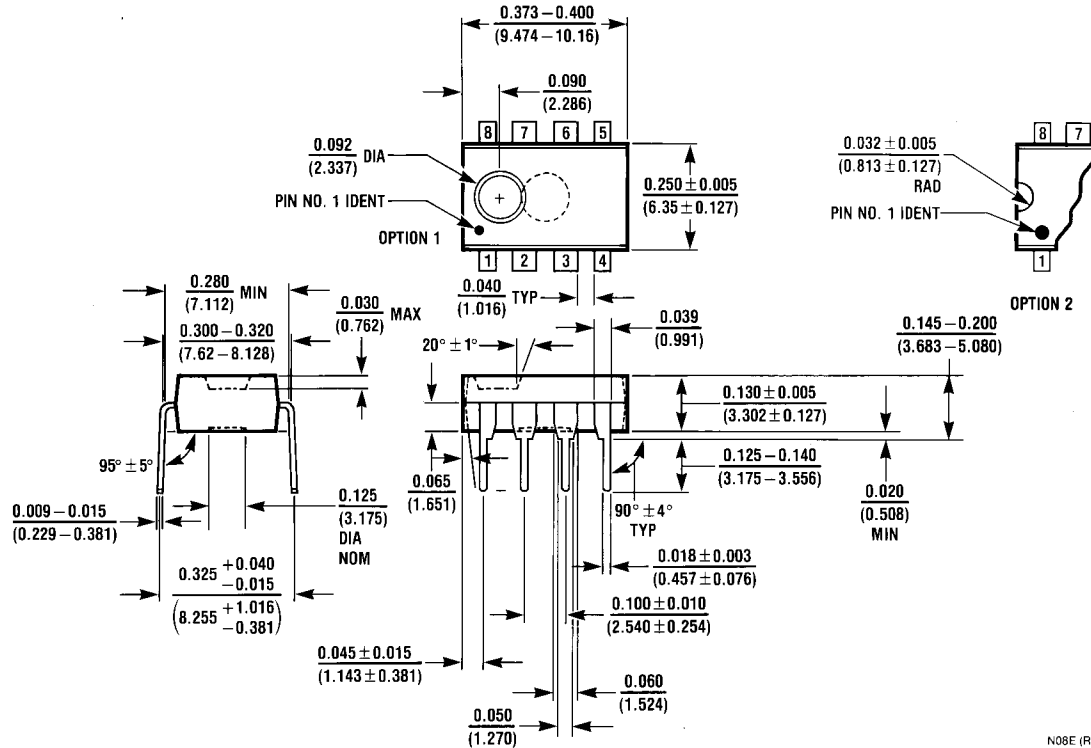 0.373 – 0.400
(9.474 – 10.16)
0.090
(2.286)
8 7 6 5
0.092 DIA
(2.337)
PIN NO. 1 IDENT
OPTION 1
1 2 3 4
0.250 ± 0.005
(6.35 ± 0.127)
8 7
0.032 ± 0.005
(0.813 ± 0.127)
RAD
PIN NO. 1 IDENT
1
OPTION 2
0.280 MIN
(7.112)
0.030 MAX
(0.762)
0.300 – 0.320
(7.62 – 8.128)
0.040 TYP
(1.016)
0.039
(0.991)
0.145 – 0.200
(3.683 – 5.080)
20° ± 1°
0.130 ± 0.005
(3.302 ± 0.127)
95° ± 5°
0.065
(1.651)
0.125 – 0.140
(3.175 – 3.556)
90° ± 4°
TYP
0.020
(0.508)
MIN
0.009 – 0.015
(0.229 – 0.381)
0.125
(3.175)
DIA
NOM
0.018 ± 0.003
(0.457 ± 0.076)
0.325 +0.040
−0.015
(8.255 +1.016
−0.381)
0.100 ± 0.010
(2.540 ± 0.254)
0.045 ± 0.015
(1.143 ± 0.381)
0.060
(1.524)
0.050
(1.270)
N08E (R